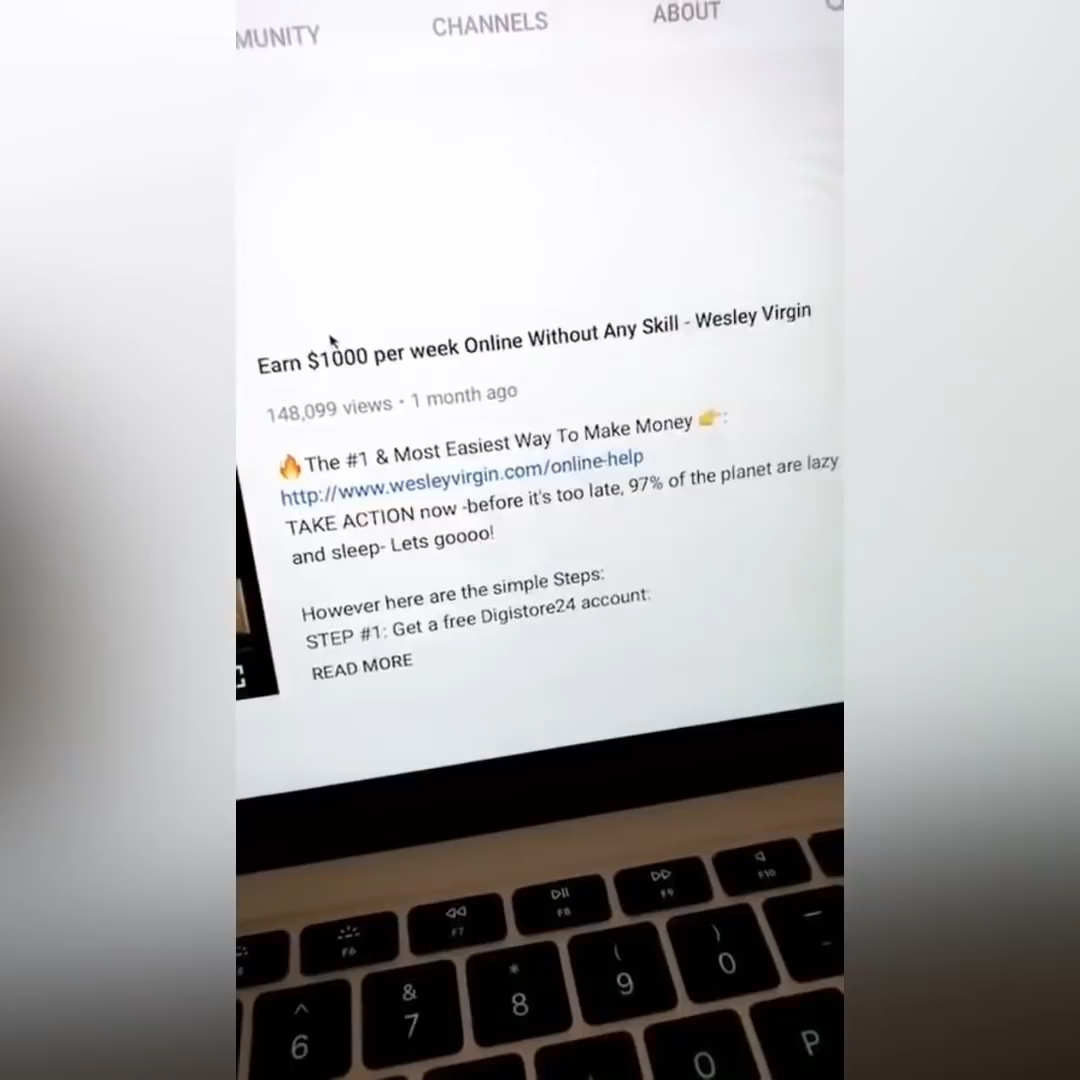 MUNITY CHANNELS ABOUT
Earn $1000 per week Online Without Any Skill - Wesley Virgin
148,099 views • 1 month ago
🔥The #1 & Most Easiest Way To Make Money 👉:
http://www.wesleyvirgin.com/online-help
TAKE ACTION now -before it's too late, 97% of the planet are lazy
and sleep- Lets goooo!
However here are the simple Steps:
STEP #1: Get a free Digistore24 account:
READ MORE
F6 F7 F8 F9 F10
^ & * ( ) —
6 7 8 9 0 -
O P